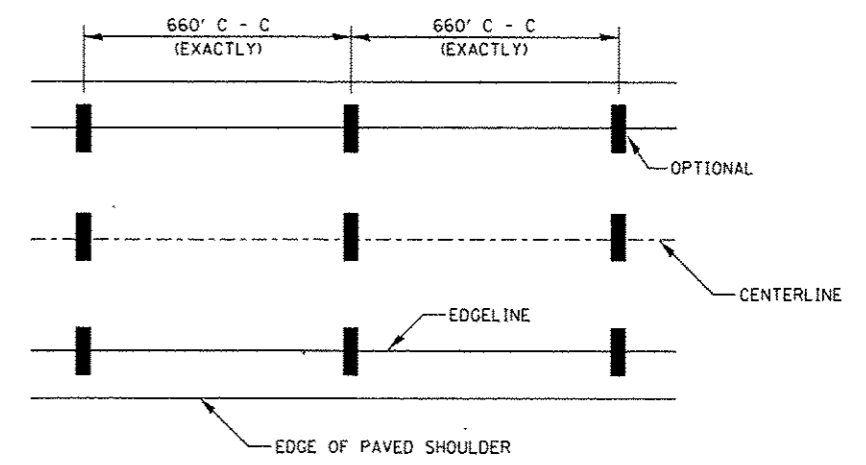 660' C - C
(EXACTLY)
660' C - C
(EXACTLY)
OPTIONAL
CENTERLINE
EDGELINE
EDGE OF PAVED SHOULDER